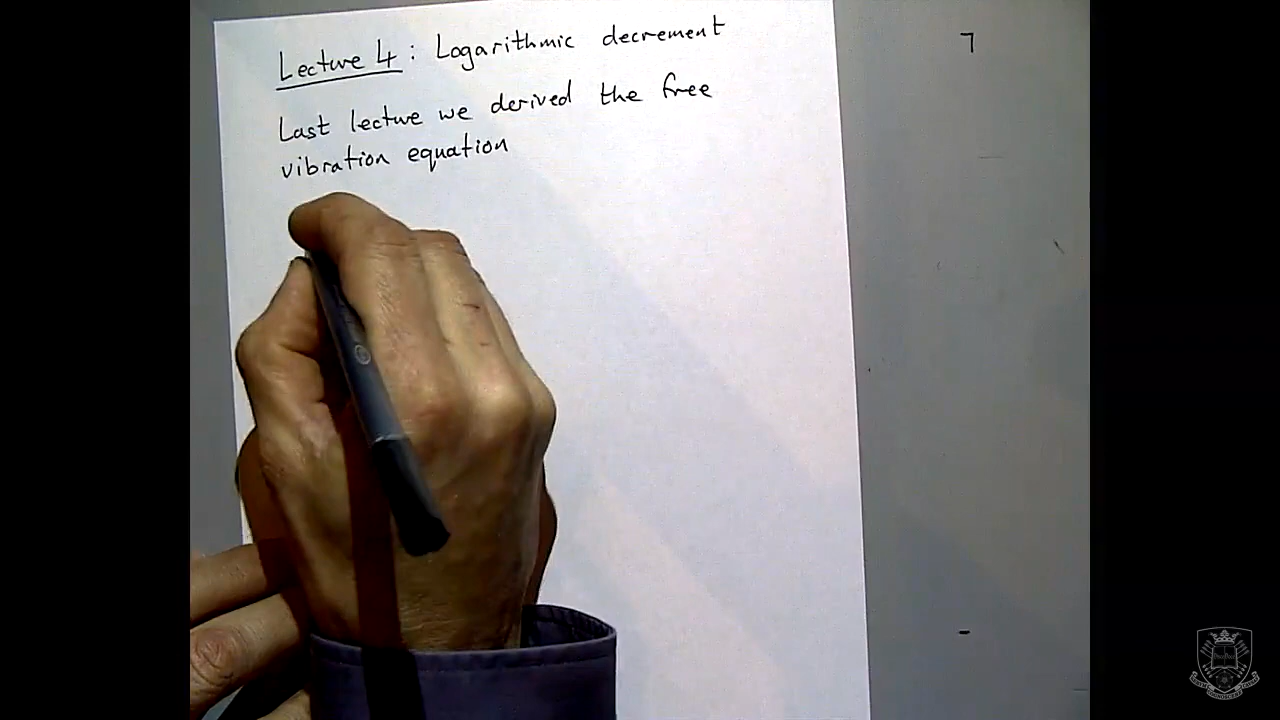 Lecture 4 : Logarithmic decrement
Last lecture we derived the free
vibration equation